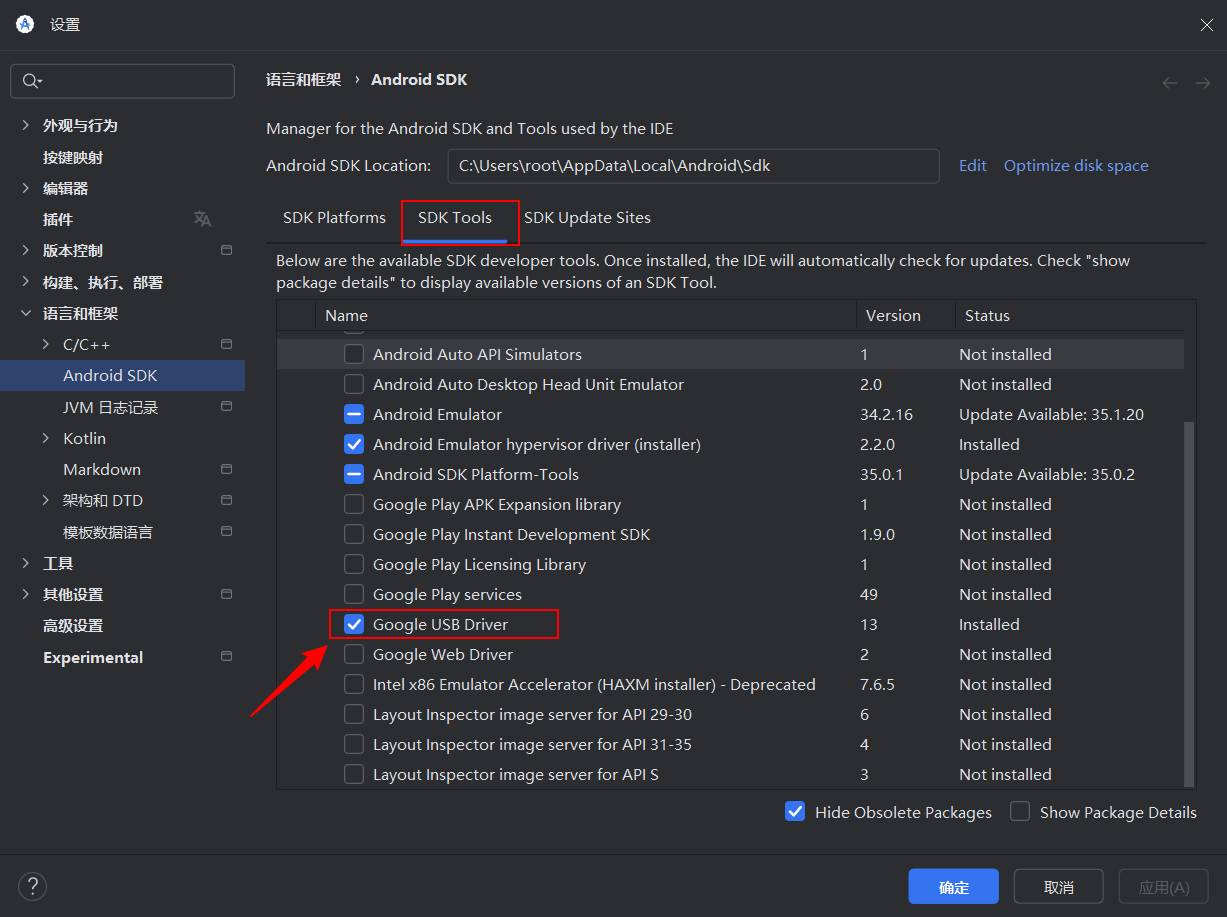 设置
语言和框架 › Android SDK
外观与行为
按键映射
编辑器
插件
版本控制
构建、执行、部署
语言和框架
C/C++
Android SDK
JVM 日志记录
Kotlin
Markdown
架构和 DTD
模板数据语言
工具
其他设置
高级设置
Experimental
Manager for the Android SDK and Tools used by the IDE
Android SDK Location: C:\Users\root\AppData\Local\Android\Sdk Edit Optimize disk space
SDK Platforms SDK Tools SDK Update Sites
Below are the available SDK developer tools. Once installed, the IDE will automatically check for updates. Check "show
package details" to display available versions of an SDK Tool.
Name Version Status
Android Auto API Simulators 1 Not installed
Android Auto Desktop Head Unit Emulator 2.0 Not installed
Android Emulator 34.2.16 Update Available: 35.1.20
Android Emulator hypervisor driver (installer) 2.2.0 Installed
Android SDK Platform-Tools 35.0.1 Update Available: 35.0.2
Google Play APK Expansion library 1 Not installed
Google Play Instant Development SDK 1.9.0 Not installed
Google Play Licensing Library 1 Not installed
Google Play services 49 Not installed
Google USB Driver 13 Installed
Google Web Driver 2 Not installed
Intel x86 Emulator Accelerator (HAXM installer) - Deprecated 7.6.5 Not installed
Layout Inspector image server for API 29-30 6 Not installed
Layout Inspector image server for API 31-35 4 Not installed
Layout Inspector image server for API S 3 Not installed
Hide Obsolete Packages Show Package Details
? 确定 取消 应用(A)